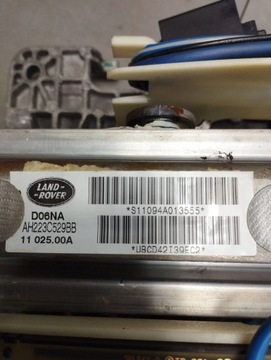 LAND-
ROVER
*S11094A013555*
D06NA
AH223C529BB
11 025.00A
*UBCD42I39EC2*